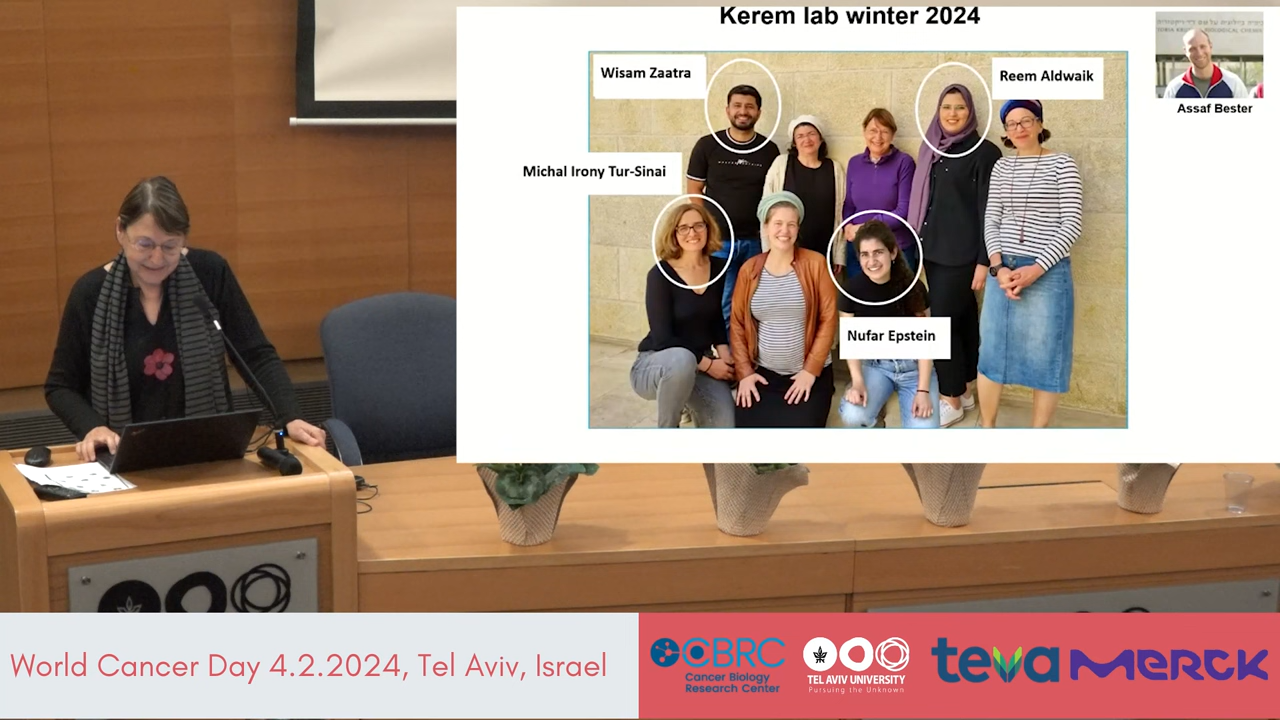 Kerem lab winter 2024
Wisam Zaatra
Reem Aldwaik
Assaf Bester
Michal Irony Tur-Sinai
Nufar Epstein
World Cancer Day 4.2.2024, Tel Aviv, Israel
CBRC
Cancer Biology
Research Center
TEL AVIV UNIVERSITY
Pursuing the Unknown
teva
MERCK